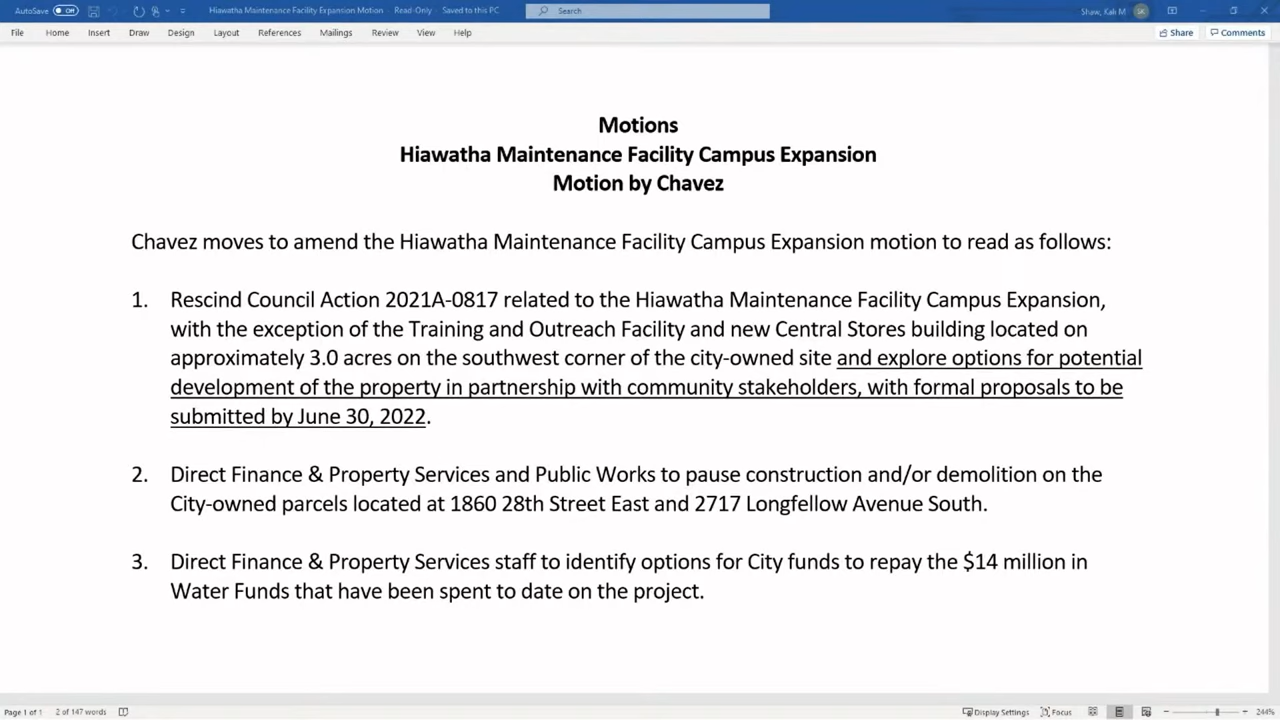 AutoSave Off Hiawatha Maintenance Facility Expansion Motion - Read-Only - Saved to this PC Search Shaw, Kali M SK
File Home Insert Draw Design Layout References Mailings Review View Help Share Comments
Motions
Hiawatha Maintenance Facility Campus Expansion
Motion by Chavez
Chavez moves to amend the Hiawatha Maintenance Facility Campus Expansion motion to read as follows:
1. Rescind Council Action 2021A-0817 related to the Hiawatha Maintenance Facility Campus Expansion,
with the exception of the Training and Outreach Facility and new Central Stores building located on
approximately 3.0 acres on the southwest corner of the city-owned site and explore options for potential
development of the property in partnership with community stakeholders, with formal proposals to be
submitted by June 30, 2022.
2. Direct Finance & Property Services and Public Works to pause construction and/or demolition on the
City-owned parcels located at 1860 28th Street East and 2717 Longfellow Avenue South.
3. Direct Finance & Property Services staff to identify options for City funds to repay the $14 million in
Water Funds that have been spent to date on the project.
Page 1 of 1 2 of 147 words Display Settings Focus 244%